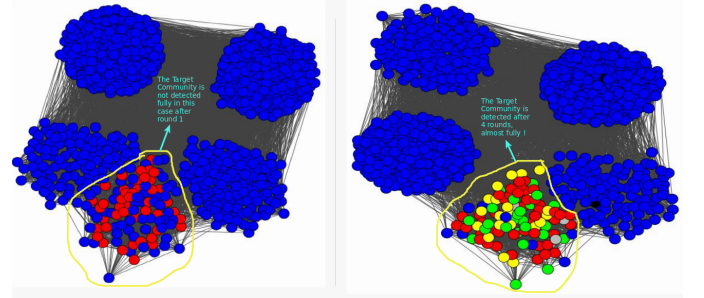 The Target
Community is
not detected
fully in this
case after
round 1
The Target
Community is
detected after
4 rounds,
almost fully !